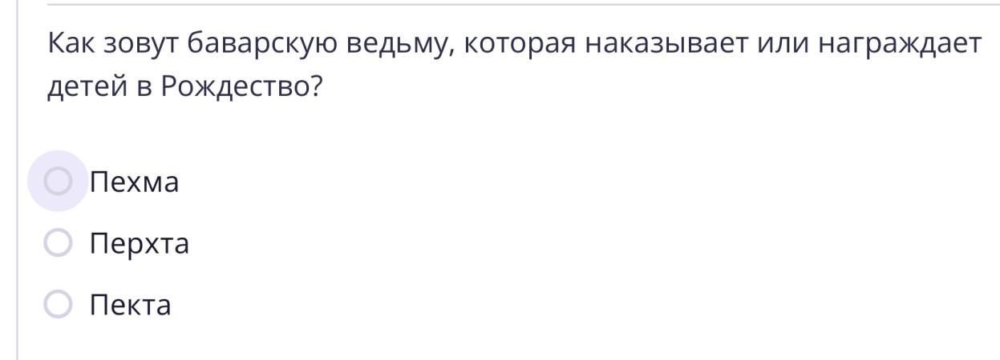 Как зовут баварскую ведьму, которая наказывает или награждает
детей в Рождество?
Пехма
Перхта
Пекта